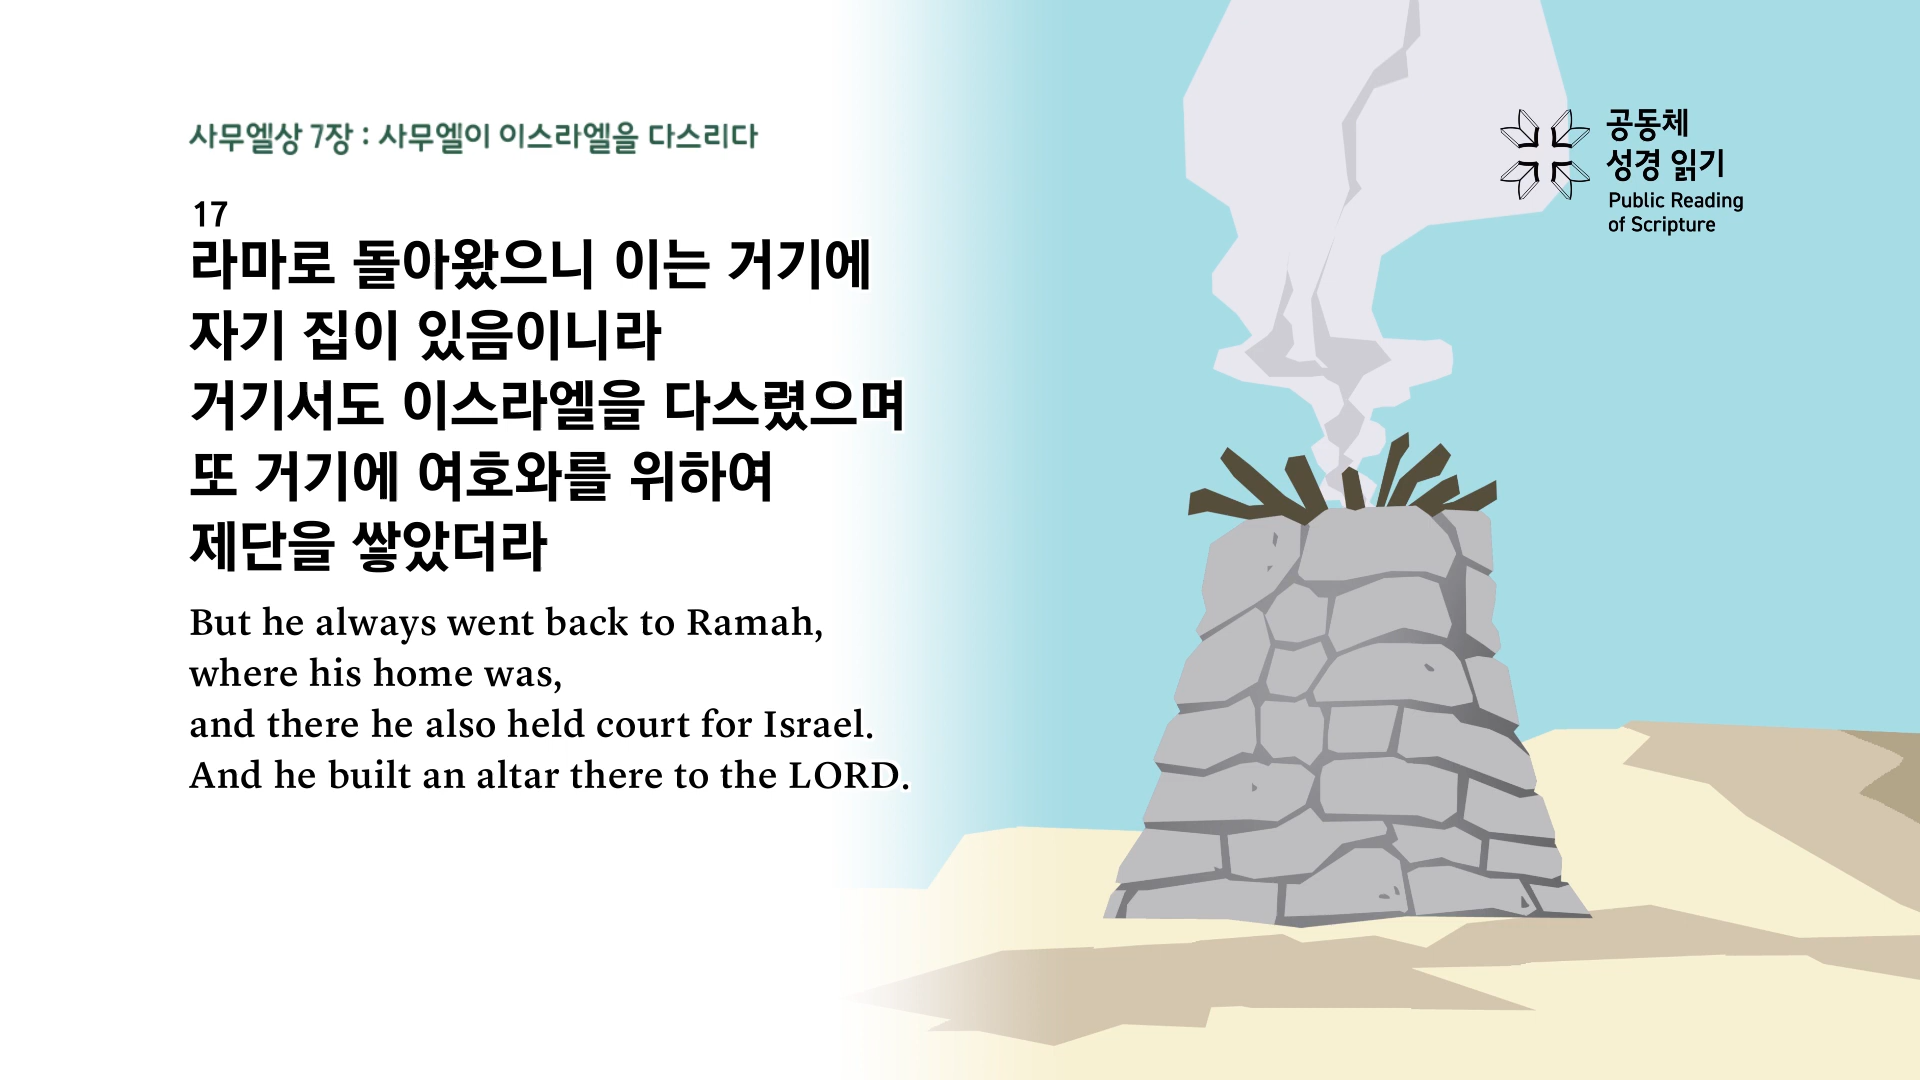 사무엘상 7장 : 사무엘이 이스라엘을 다스리다
17
라마로 돌아왔으니 이는 거기에
자기 집이 있음이니라
거기서도 이스라엘을 다스렸으며
또 거기에 여호와를 위하여
제단을 쌓았더라
But he always went back to Ramah,
where his home was,
and there he also held court for Israel.
And he built an altar there to the LORD.
공동체
성경 읽기
Public Reading
of Scripture